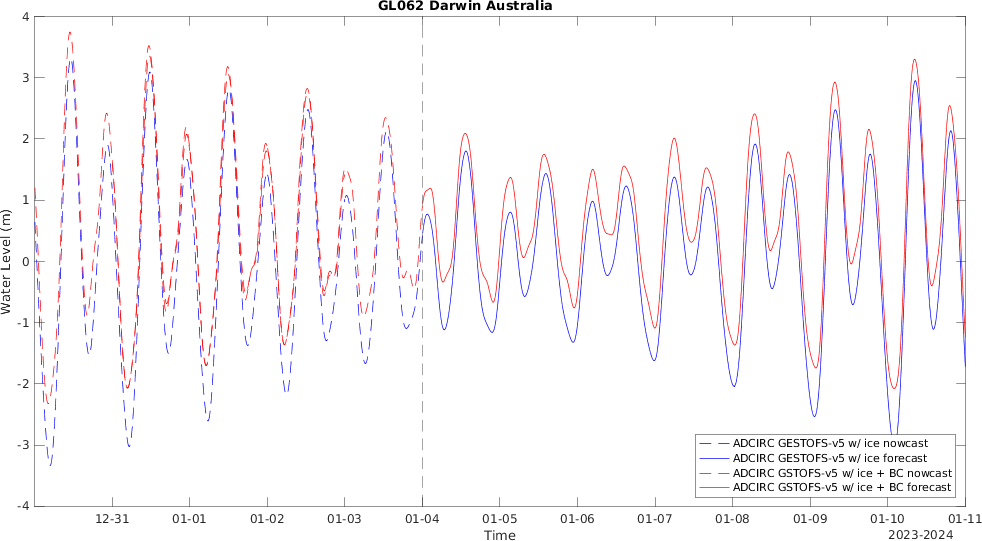 GL062 Darwin Australia
Water Level (m)
4
3
2
1
0
-1
-2
-3
-4
ADCIRC GESTOFS-v5 w/ ice nowcast
ADCIRC GESTOFS-v5 w/ ice forecast
ADCIRC GSTOFS-v5 w/ ice + BC nowcast
ADCIRC GSTOFS-v5 w/ ice + BC forecast
12-31 01-01 01-02 01-03 01-04 01-05 01-06 01-07 01-08 01-09 01-10 01-11
Time
2023-2024